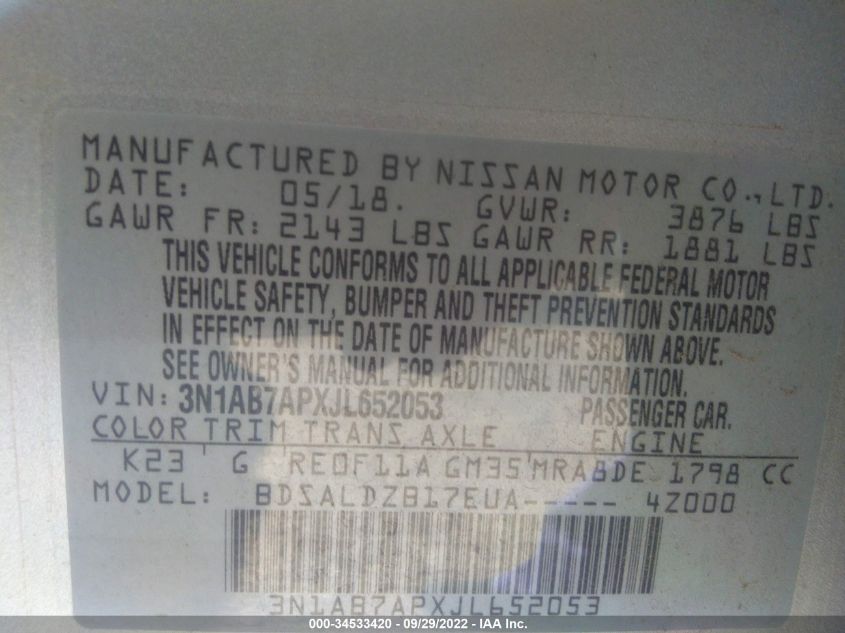 MANUFACTURED BY NISSAN MOTOR CO.,LTD.
DATE: 05/18. GVWR: 3876 LBS
GAWR FR: 2143 LBS GAWR RR: 1881 LBS
THIS VEHICLE CONFORMS TO ALL APPLICABLE FEDERAL MOTOR
VEHICLE SAFETY, BUMPER AND THEFT PREVENTION STANDARDS
IN EFFECT ON THE DATE OF MANUFACTURE SHOWN ABOVE.
SEE OWNER'S MANUAL FOR ADDITIONAL INFORMATION.
VIN: 3N1AB7APXJL652053 PASSENGER CAR.
COLOR TRIM TRANS AXLE ENGINE
K23 G RE0F11A GM35 MRA8DE 1798 CC
MODEL: BDSALDZB17EUA----- 4Z000
3N1AB7APXJL652053
000-34533420 - 09/29/2022 - IAA Inc.